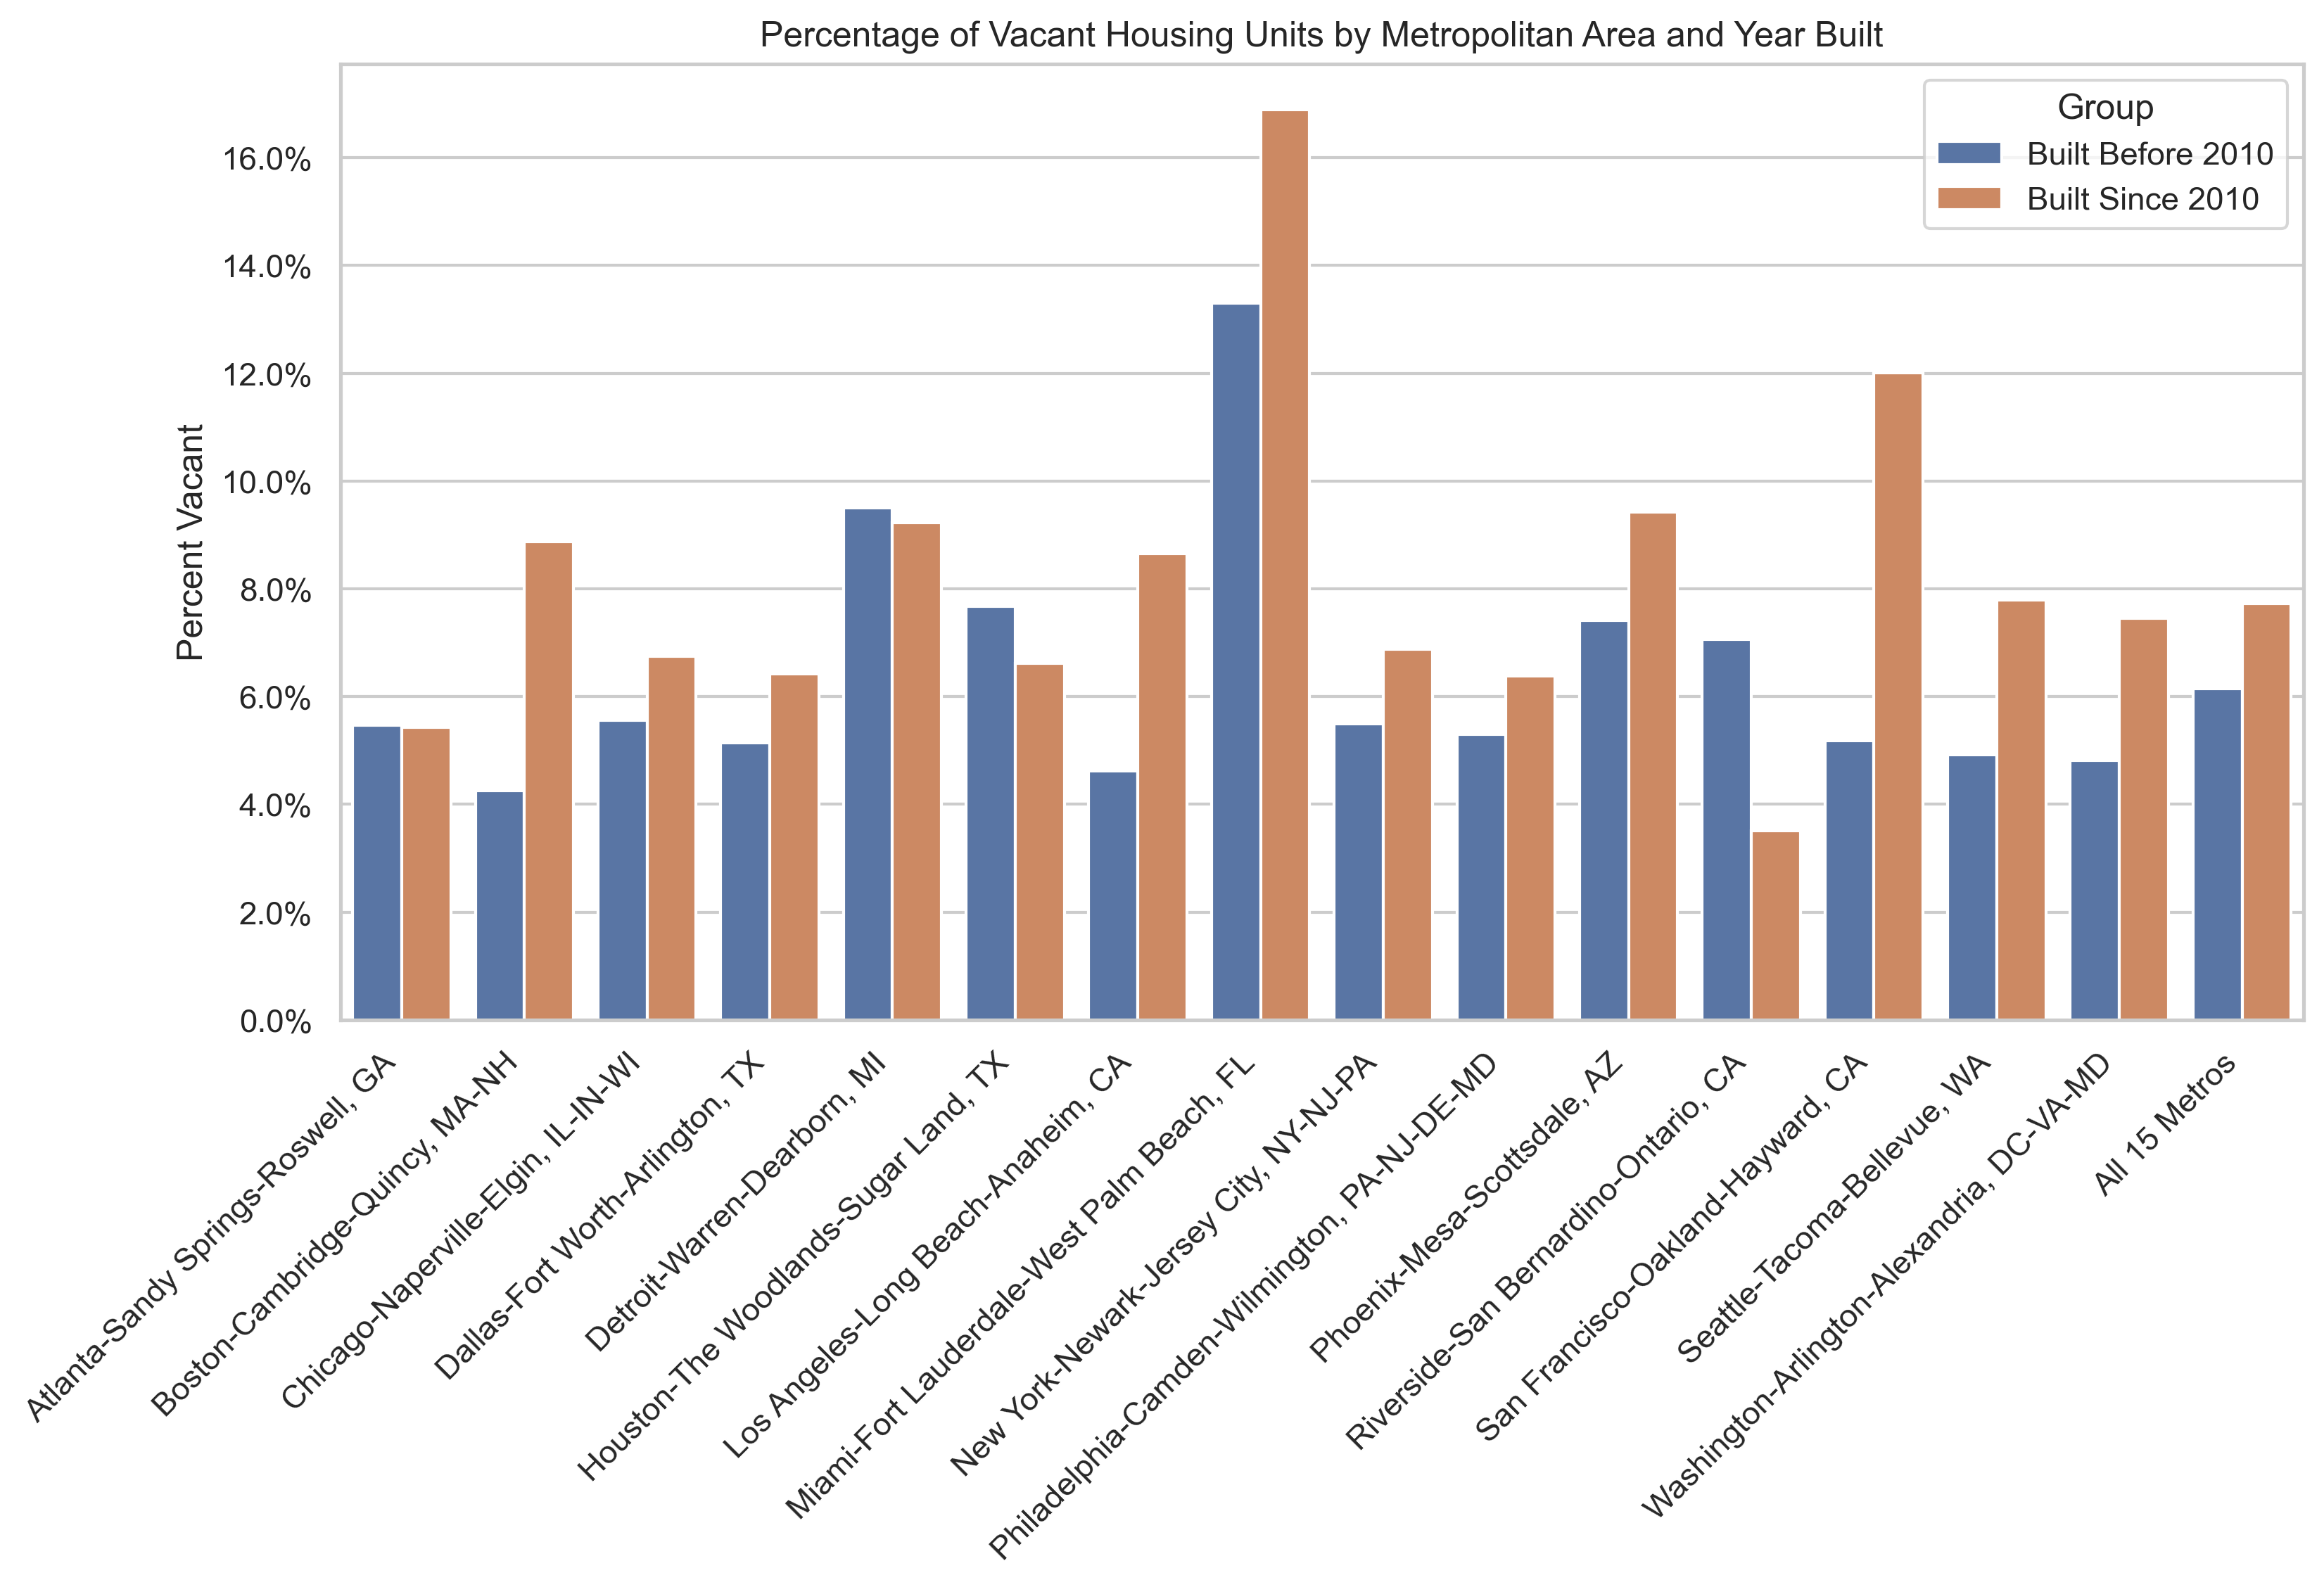 Percentage of Vacant Housing Units by Metropolitan Area and Year Built
Group
Built Before 2010
Built Since 2010
Percent Vacant
16.0%
14.0%
12.0%
10.0%
8.0%
6.0%
4.0%
2.0%
0.0%
Atlanta-Sandy Springs-Roswell, GA
Boston-Cambridge-Quincy, MA-NH
Chicago-Naperville-Elgin, IL-IN-WI
Dallas-Fort Worth-Arlington, TX
Detroit-Warren-Dearborn, MI
Houston-The Woodlands-Sugar Land, TX
Los Angeles-Long Beach-Anaheim, CA
Miami-Fort Lauderdale-West Palm Beach, FL
New York-Newark-Jersey City, NY-NJ-PA
Philadelphia-Camden-Wilmington, PA-NJ-DE-MD
Phoenix-Mesa-Scottsdale, AZ
Riverside-San Bernardino-Ontario, CA
San Francisco-Oakland-Hayward, CA
Seattle-Tacoma-Bellevue, WA
Washington-Arlington-Alexandria, DC-VA-MD
All 15 Metros